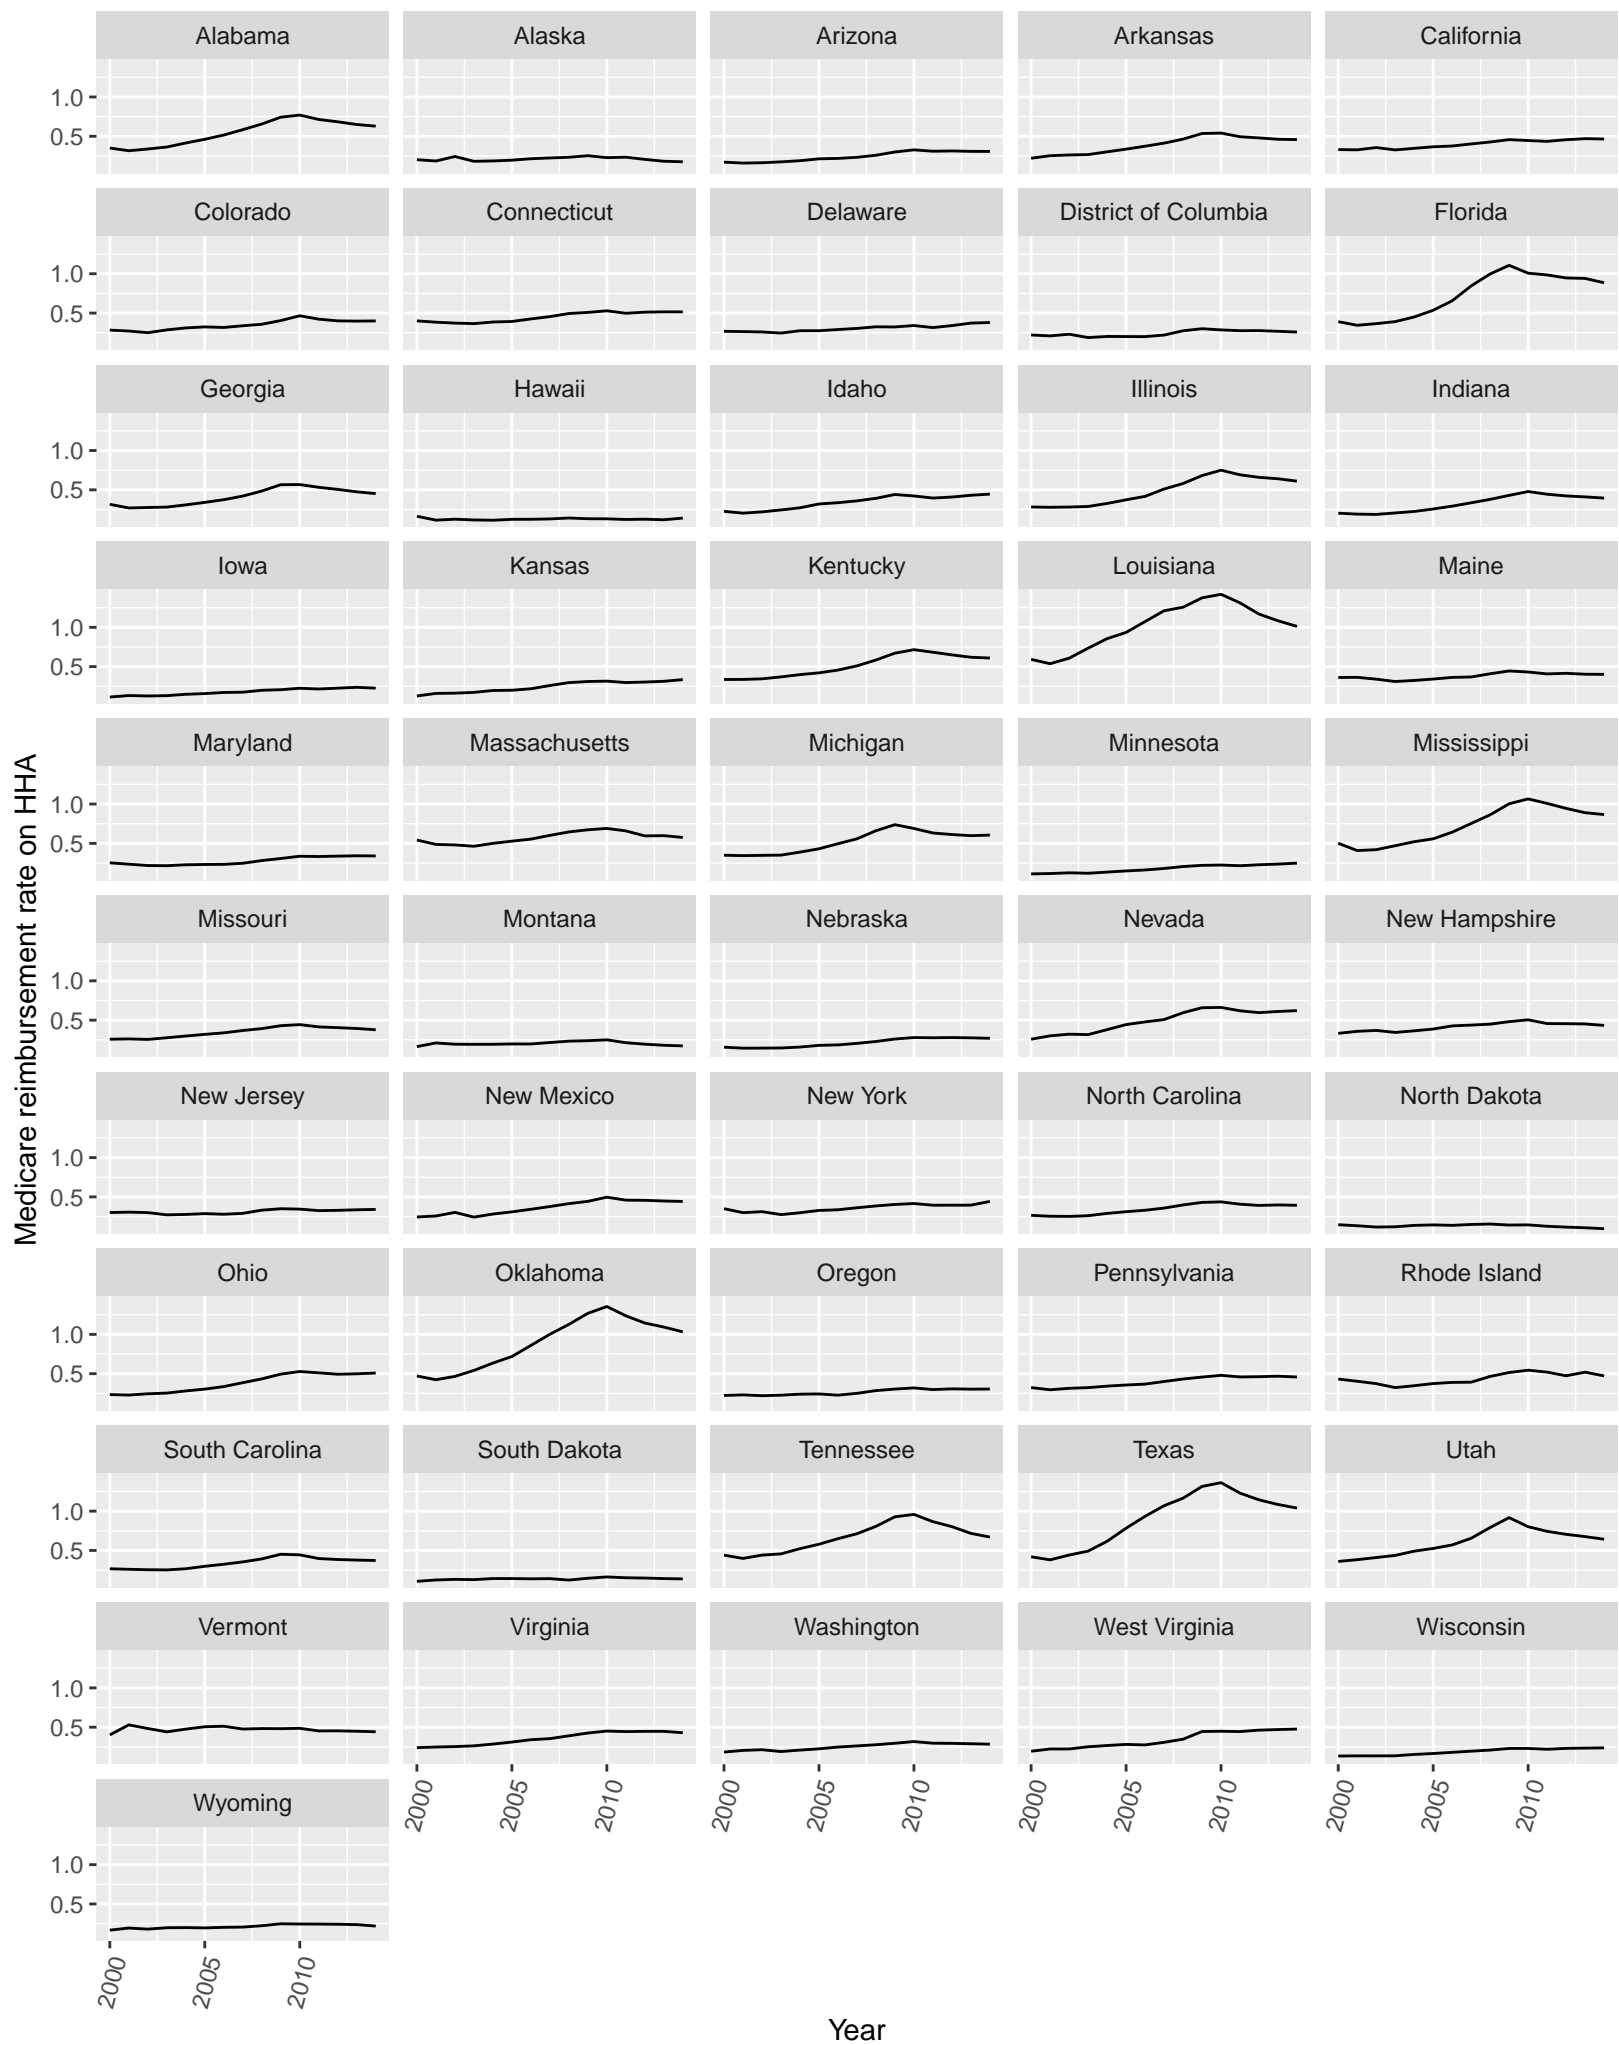 Alabama Alaska Arizona Arkansas California
1.0
0.5
Colorado Connecticut Delaware District of Columbia Florida
1.0
0.5
Georgia Hawaii Idaho Illinois Indiana
1.0
0.5
Iowa Kansas Kentucky Louisiana Maine
1.0
0.5
Maryland Massachusetts Michigan Minnesota Mississippi
1.0
0.5
Medicare reimbursement rate on HHA
Missouri Montana Nebraska Nevada New Hampshire
1.0
0.5
New Jersey New Mexico New York North Carolina North Dakota
1.0
0.5
Ohio Oklahoma Oregon Pennsylvania Rhode Island
1.0
0.5
South Carolina South Dakota Tennessee Texas Utah
1.0
0.5
Vermont Virginia Washington West Virginia Wisconsin
1.0
0.5
2000 2005 2010 2000 2005 2010 2000 2005 2010 2000 2005 2010
Wyoming
1.0
0.5
2000 2005 2010
Year